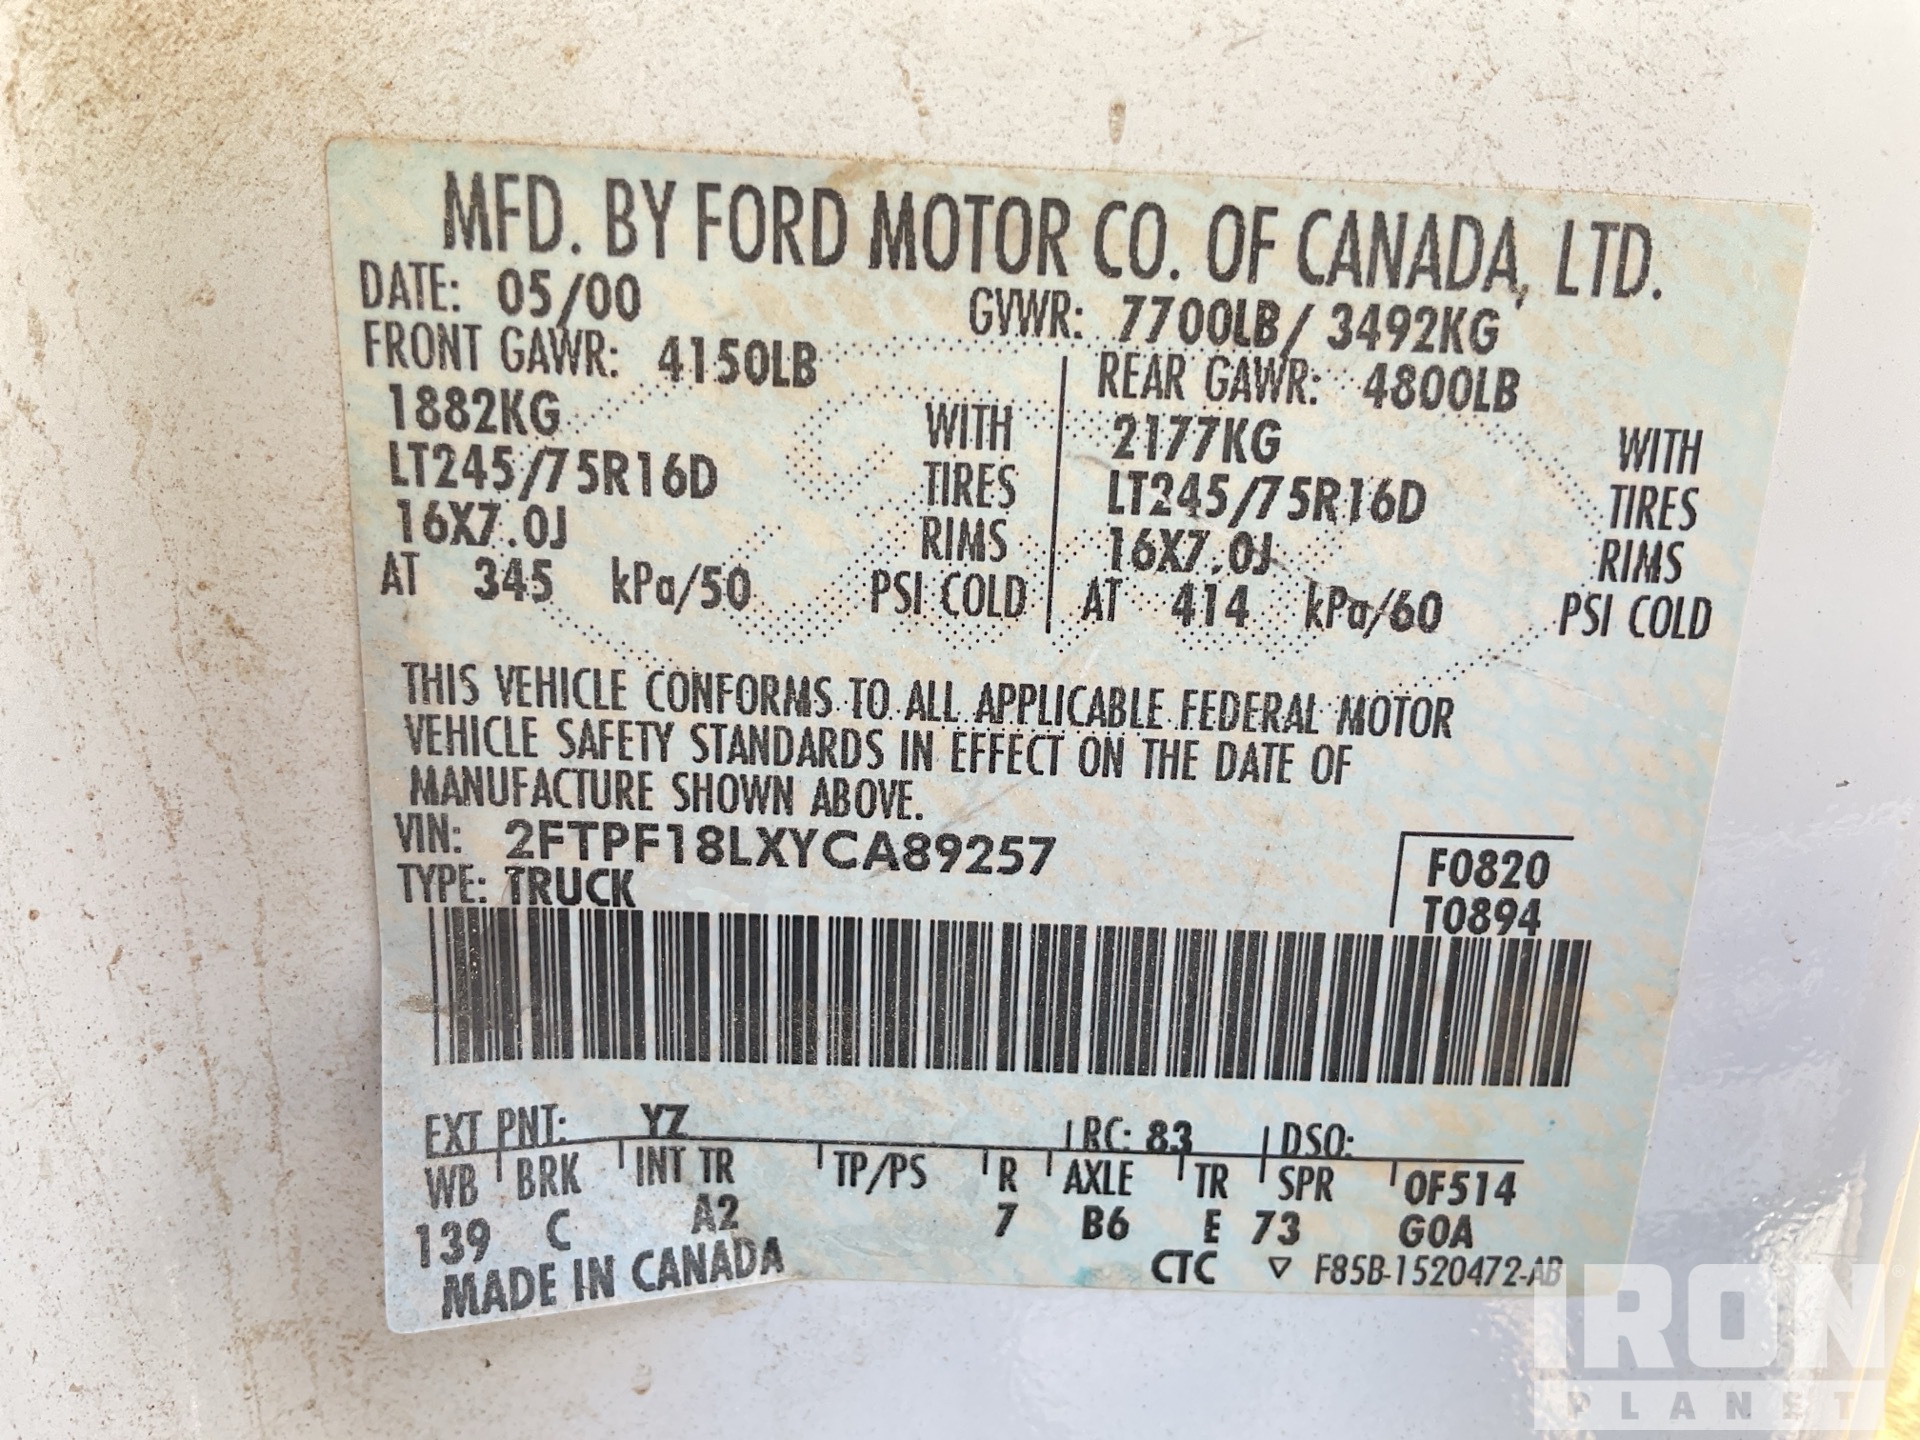 MFD. BY FORD MOTOR CO. OF CANADA, LTD.
DATE: 05/00 GVWR: 7700LB/ 3492KG
FRONT GAWR: 4150LB REAR GAWR: 4800LB
1882KG WITH 2177KG WITH
LT245/75R16D TIRES LT245/75R16D TIRES
16X7.0J RIMS 16X7.0J RIMS
AT 345 kPa/50 PSI COLD AT 414 kPa/60 PSI COLD
THIS VEHICLE CONFORMS TO ALL APPLICABLE FEDERAL MOTOR
VEHICLE SAFETY STANDARDS IN EFFECT ON THE DATE OF
MANUFACTURE SHOWN ABOVE.
VIN: 2FTPF18LXYCA89257 F0820
TYPE: TRUCK T0894
EXT PNT: YZ RC: 83 DSO:
WB BRK INT TR TP/PS R AXLE TR SPR 0F514
139 C A2 7 B6 E 73 G0A
MADE IN CANADA CTC ▽ F85B-1520472-AB
IRON
PLANET